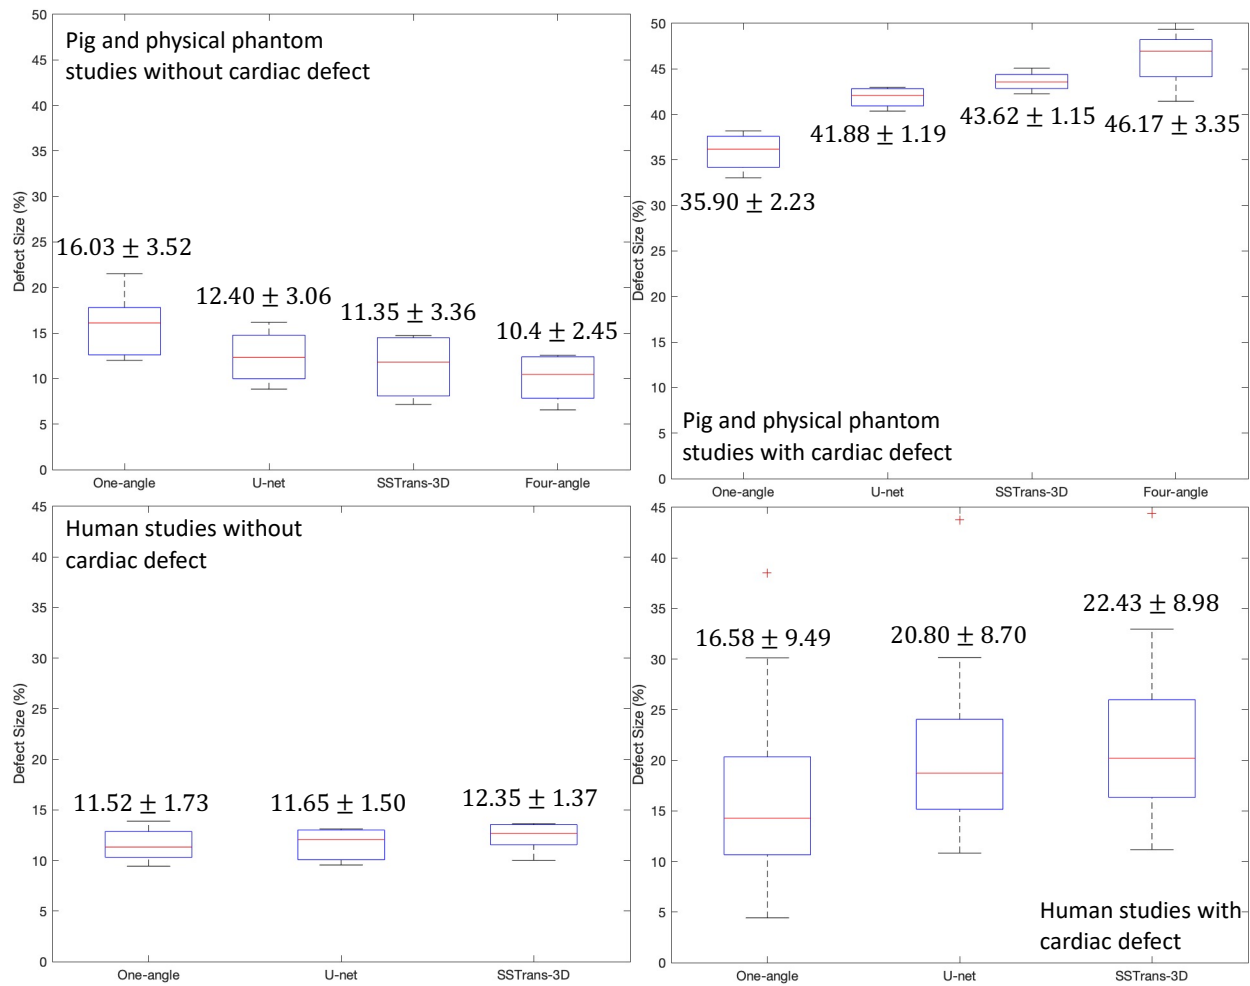 Pig and physical phantom
studies without cardiac defect
50
45
40
35
30
25
20
15
10
5
0
Defect Size (%)
16.03 ± 3.52
12.40 ± 3.06
11.35 ± 3.36
10.4 ± 2.45
One-angle
U-net
SSTrans-3D
Four-angle
50
45
40
35
30
25
20
15
10
5
0
Defect Size (%)
35.90 ± 2.23
41.88 ± 1.19
43.62 ± 1.15
46.17 ± 3.35
Pig and physical phantom
studies with cardiac defect
One-angle
U-net
SSTrans-3D
Four-angle
Human studies without
cardiac defect
45
40
35
30
25
20
15
10
5
0
Defect Size (%)
11.52 ± 1.73
11.65 ± 1.50
12.35 ± 1.37
One-angle
U-net
SSTrans-3D
45
40
35
30
25
20
15
10
5
0
Defect Size (%)
16.58 ± 9.49
20.80 ± 8.70
22.43 ± 8.98
Human studies with
cardiac defect
One-angle
U-net
SSTrans-3D